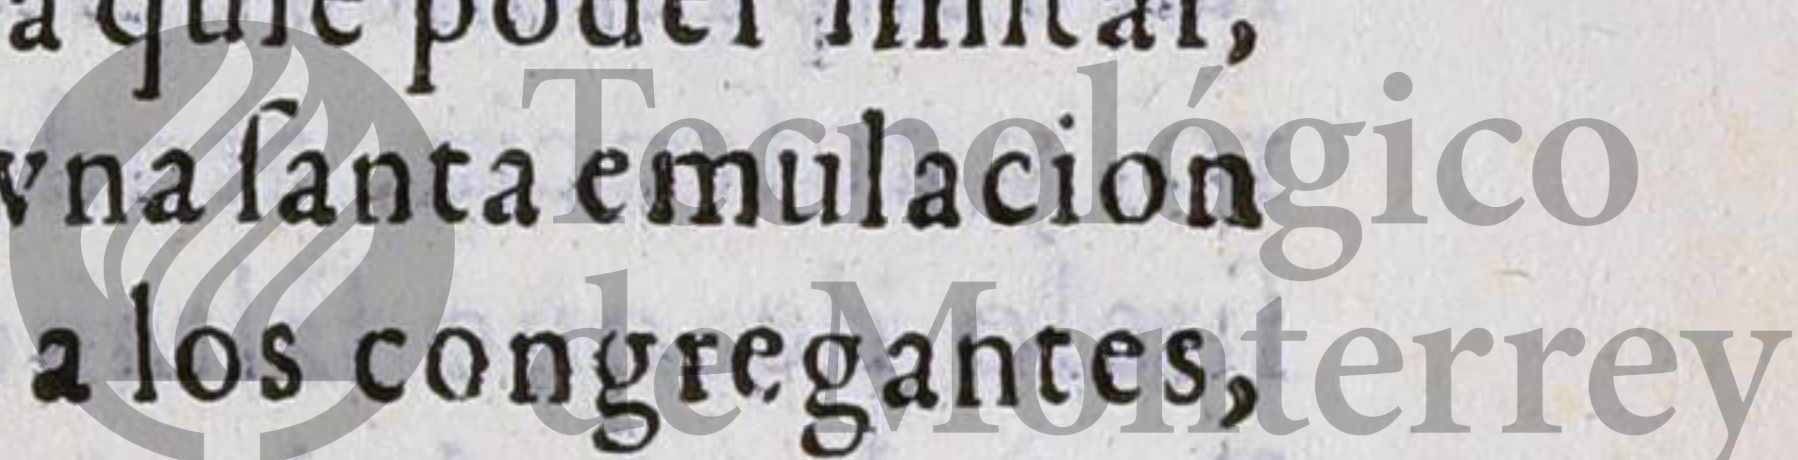 a quie poder imitar,
vna ſanta emulacion
a los congregantes,
Tecnológico
de Monterrey